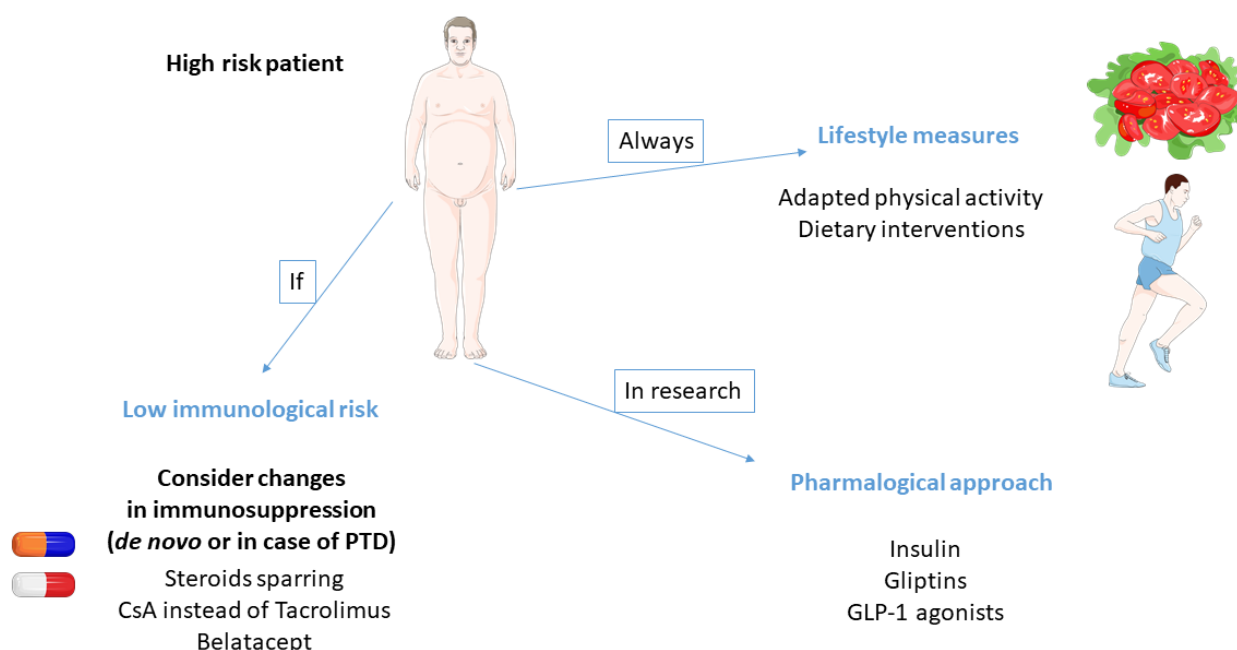 High risk patient
Always
Lifestyle measures
Adapted physical activity
Dietary interventions
If
Low immunological risk
Consider changes
in immunosuppression
(de novo or in case of PTD)
Steroids sparring
CsA instead of Tacrolimus
Belatacept
In research
Pharmalogical approach
Insulin
Gliptins
GLP-1 agonists